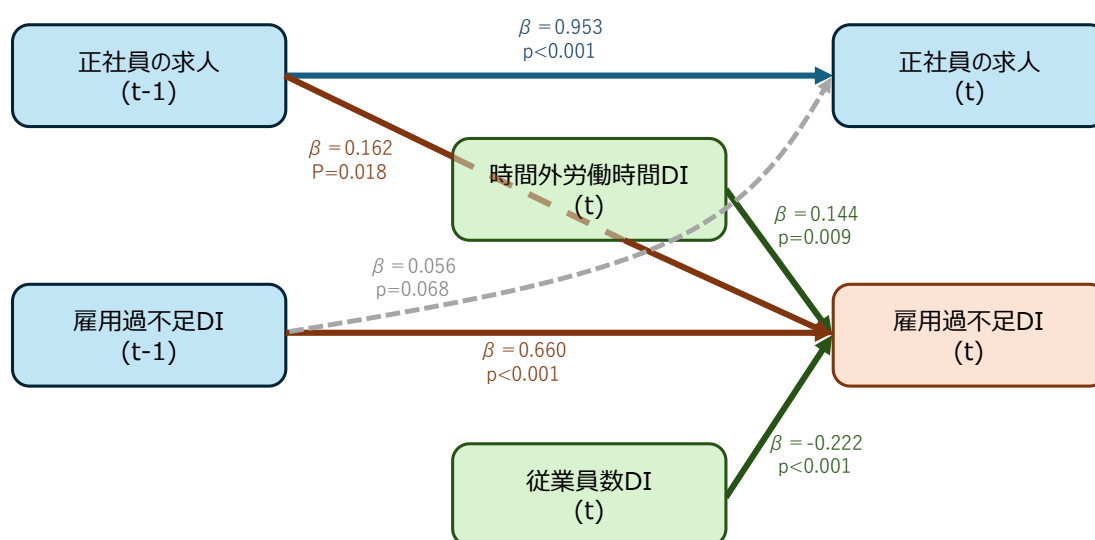 β＝0.953
p<0.001
正社員の求人
(t-1)
正社員の求人
(t)
β＝0.162
P=0.018
時間外労働時間DI
(t)
β＝0.144
p=0.009
β＝0.056
p=0.068
雇用過不足DI
(t-1)
雇用過不足DI
(t)
β＝0.660
p<0.001
β＝-0.222
p<0.001
従業員数DI
(t)